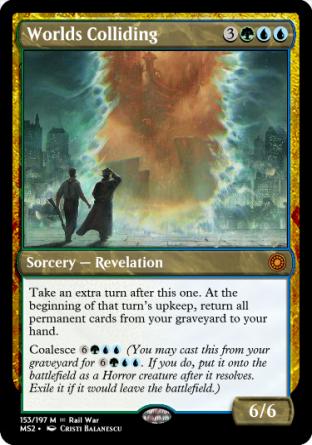 Worlds Colliding 3
Sorcery — Revelation
Take an extra turn after this one. At the
beginning of that turn's upkeep, return all
permanent cards from your graveyard to
your hand.
Coalesce 6 (You may cast this from your
graveyard for 6. If you do, put it onto the
battlefield as a Horror creature after it resolves.
Exile it if it would leave the battlefield.)
6/6
153/197 M Rail War
MS2 • Cristi Balanescu